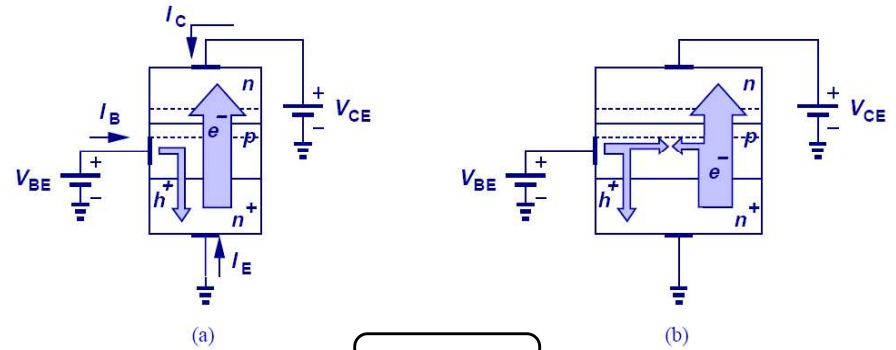 I_C
n
+
V_CE
−
e⁻
p
I_B
+
V_BE
−
h⁺
n⁺
I_E
(a)
n
+
V_CE
−
p
e⁻
+
V_BE
−
h⁺
n⁺
(b)